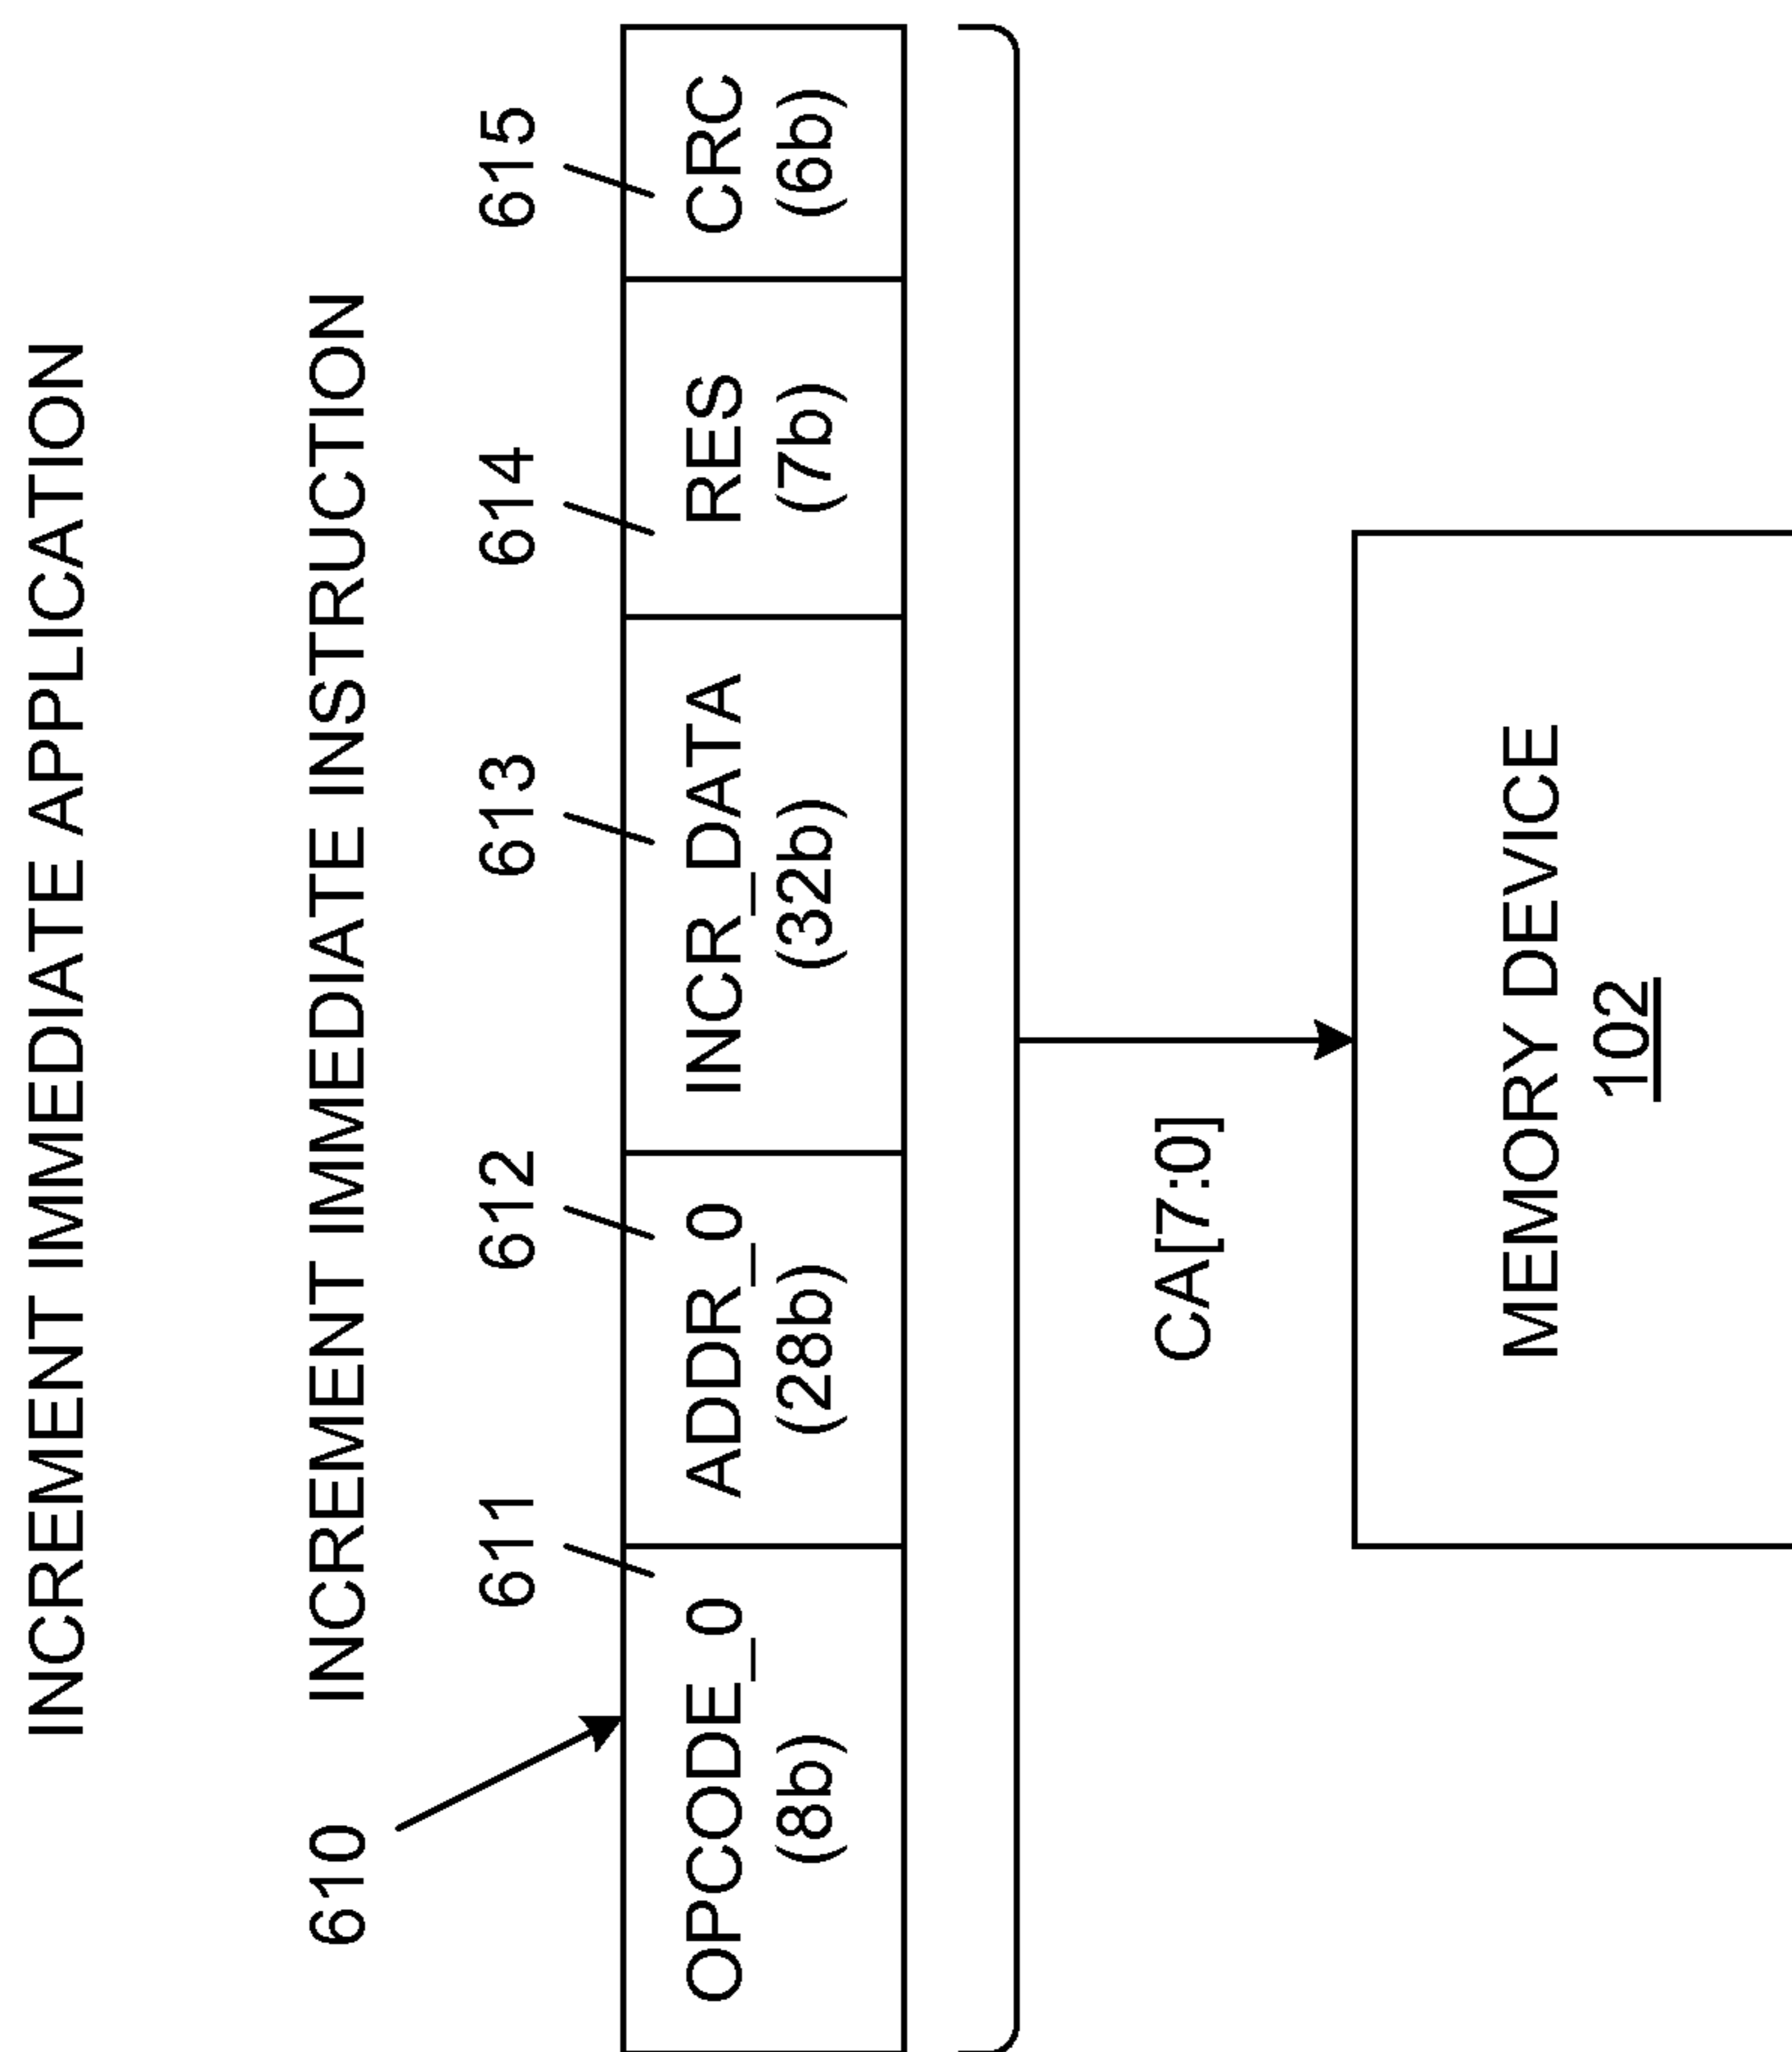 INCREMENT IMMEDIATE APPLICATION
610 INCREMENT IMMEDIATE INSTRUCTION
611 612 613 614 615
OPCODE_0 ADDR_0 INCR_DATA RES CRC
(8b) (28b) (32b) (7b) (6b)
CA[7:0]
MEMORY DEVICE
102